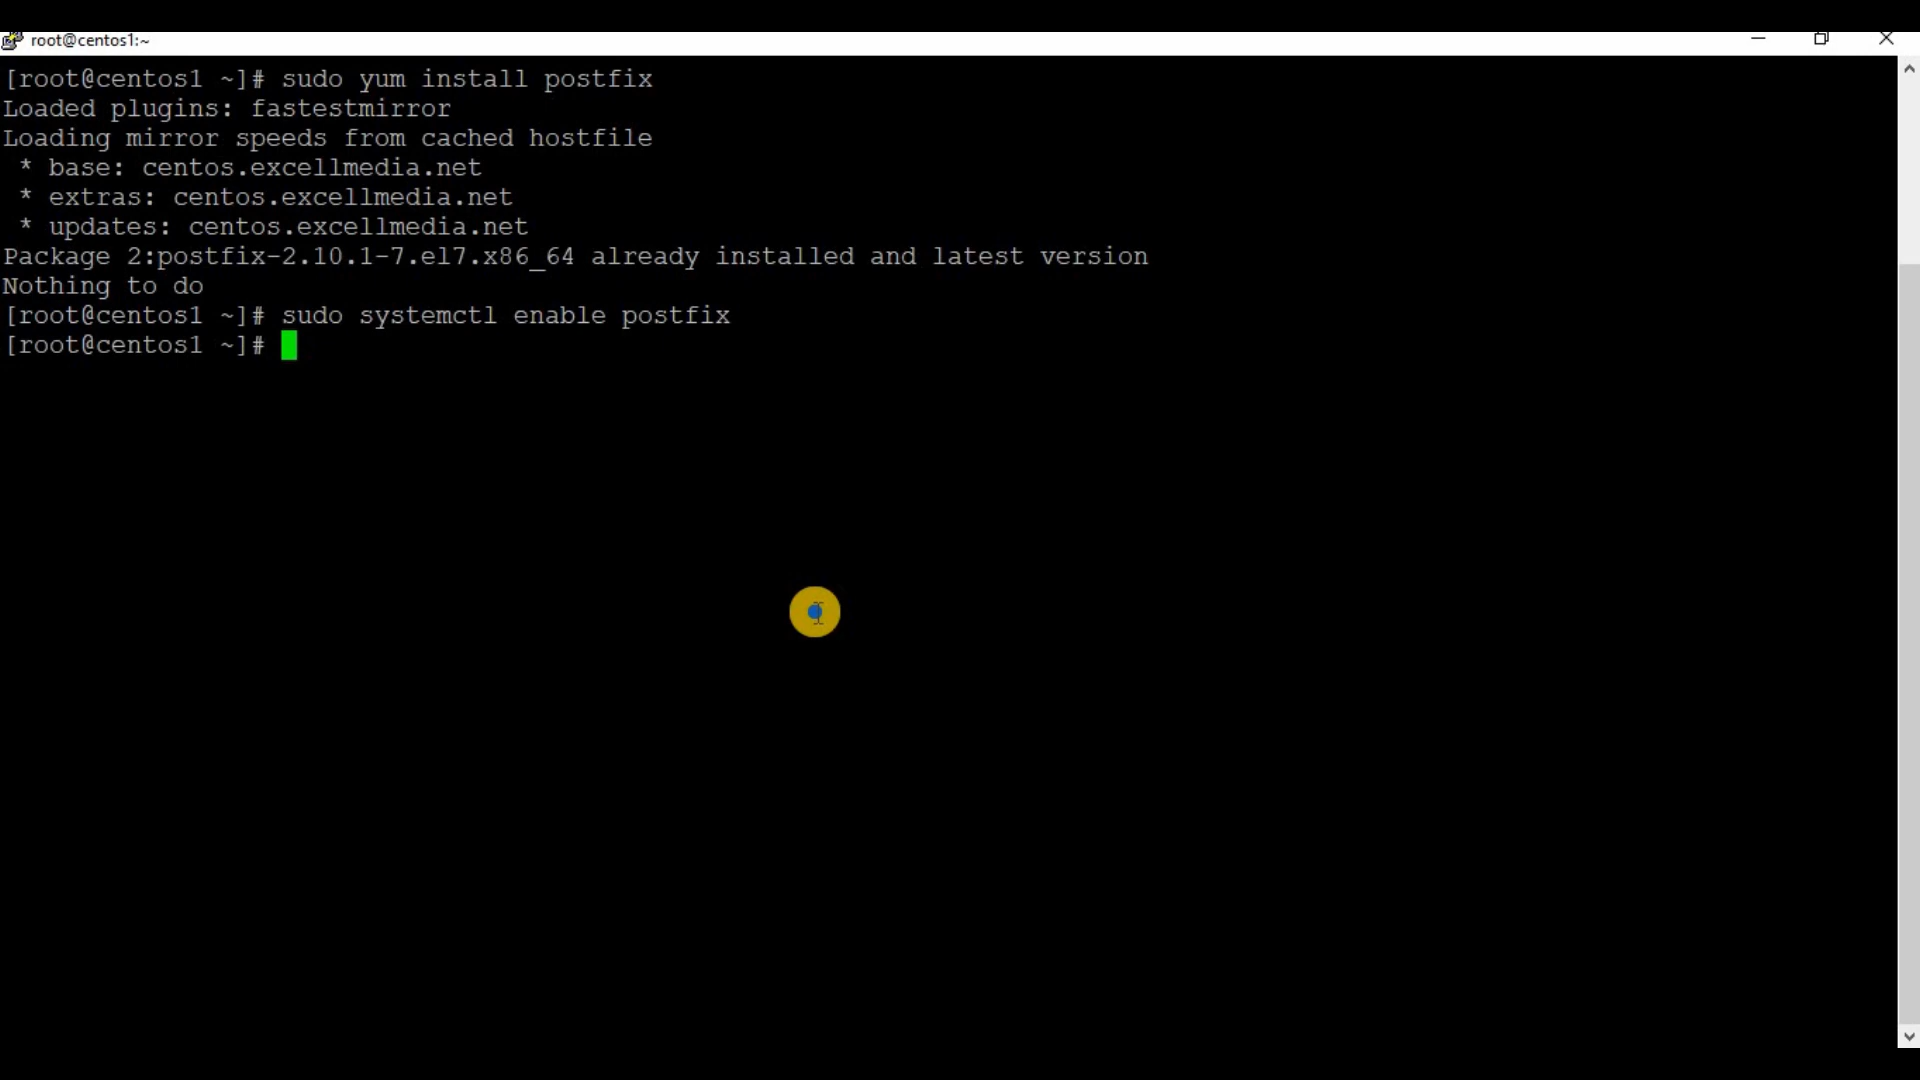 root@centos1:~
[root@centos1 ~]# sudo yum install postfix
Loaded plugins: fastestmirror
Loading mirror speeds from cached hostfile
 * base: centos.excellmedia.net
 * extras: centos.excellmedia.net
 * updates: centos.excellmedia.net
Package 2:postfix-2.10.1-7.el7.x86_64 already installed and latest version
Nothing to do
[root@centos1 ~]# sudo systemctl enable postfix
[root@centos1 ~]#